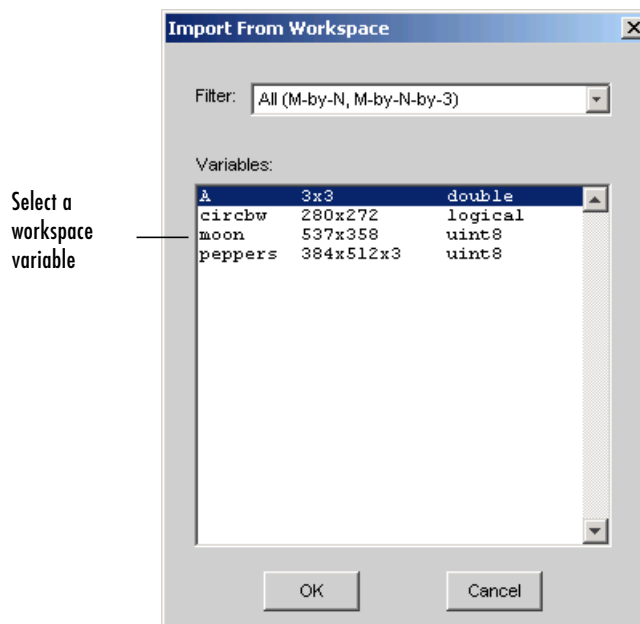 Import From Workspace
Filter: All (M-by-N, M-by-N-by-3)
Variables:
Select a
workspace
variable
A 3x3 double
circbw 280x272 logical
moon 537x358 uint8
peppers 384x512x3 uint8
OK Cancel